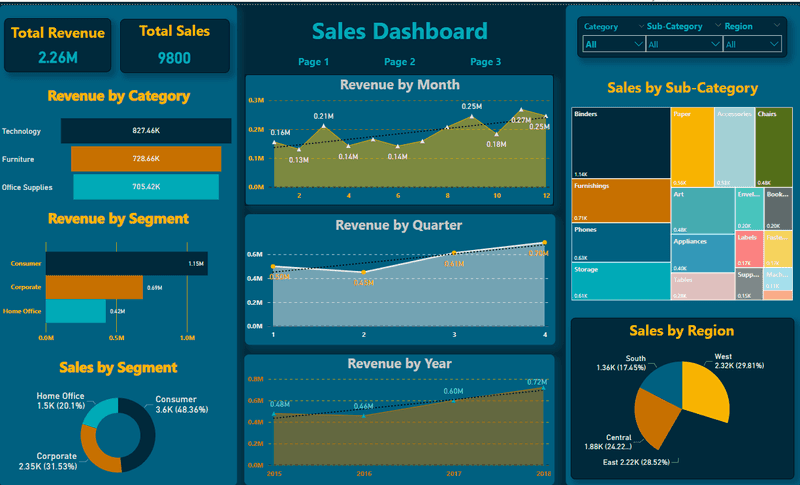 Total Revenue
2.26M
Total Sales
9800
Sales Dashboard
Page 1
Page 2
Page 3
Category
Sub-Category
Region
All
All
All
Revenue by Category
Technology
827.46K
Furniture
728.66K
Office Supplies
705.42K
Revenue by Segment
Consumer
1.15M
Corporate
0.69M
Home Office
0.42M
0.0M
0.5M
1.0M
Sales by Segment
Home Office
1.5K (20.1%)
Consumer
3.6K (48.36%)
Corporate
2.35K (31.53%)
Revenue by Month
0.3M
0.2M
0.1M
0.0M
0.16M
0.13M
0.21M
0.14M
0.14M
0.25M
0.18M
0.27M
0.25M
2
4
6
8
10
12
Revenue by Quarter
0.6M
0.4M
0.2M
0.0M
0.50M
0.45M
0.61M
0.70M
1
2
3
4
Revenue by Year
0.8M
0.6M
0.4M
0.2M
0.0M
0.48M
0.46M
0.60M
0.72M
2015
2016
2017
2018
Sales by Sub-Category
Binders
1.14K
Furnishings
0.71K
Phones
0.63K
Storage
0.61K
Paper
Accessories
Chairs
0.48K
Art
0.48K
Appliances
0.40K
Tables
Envel...
0.20K
Book...
0.20K
Labels
0.17K
Supp...
0.15K
Mach...
0.11K
Sales by Region
South
1.36K (17.45%)
West
2.32K (29.81%)
Central
1.88K (24.22...)
East 2.22K (28.52%)